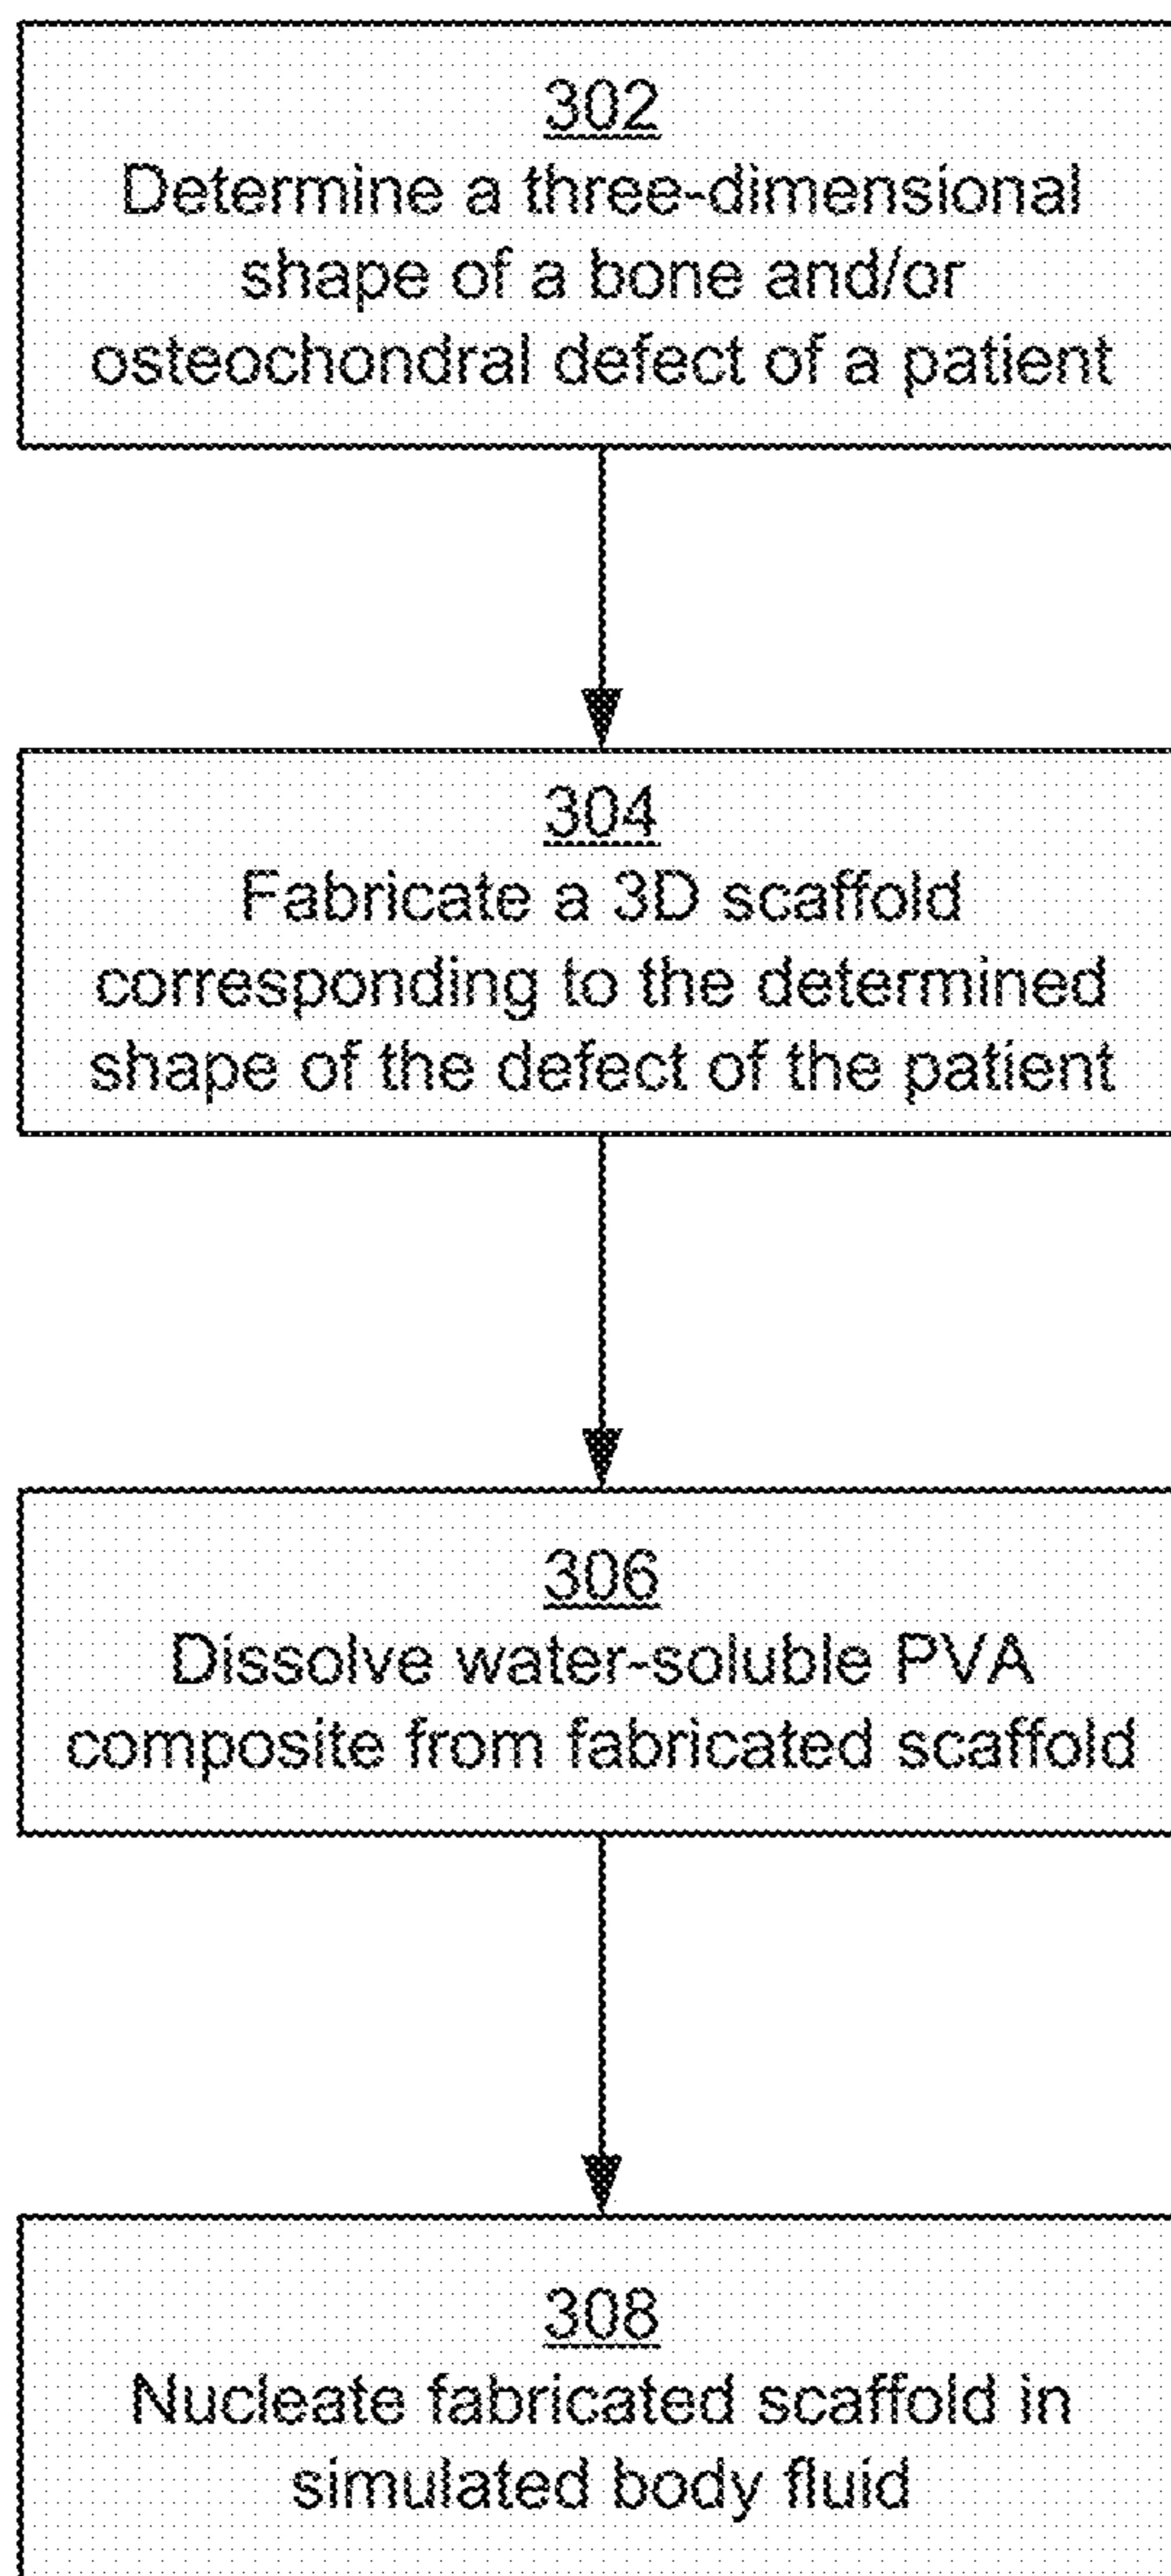 302
Determine a three-dimensional
shape of a bone and/or
osteochondral defect of a patient
304
Fabricate a 3D scaffold
corresponding to the determined
shape of the defect of the patient
306
Dissolve water-soluble PVA
composite from fabricated scaffold
308
Nucleate fabricated scaffold in
simulated body fluid